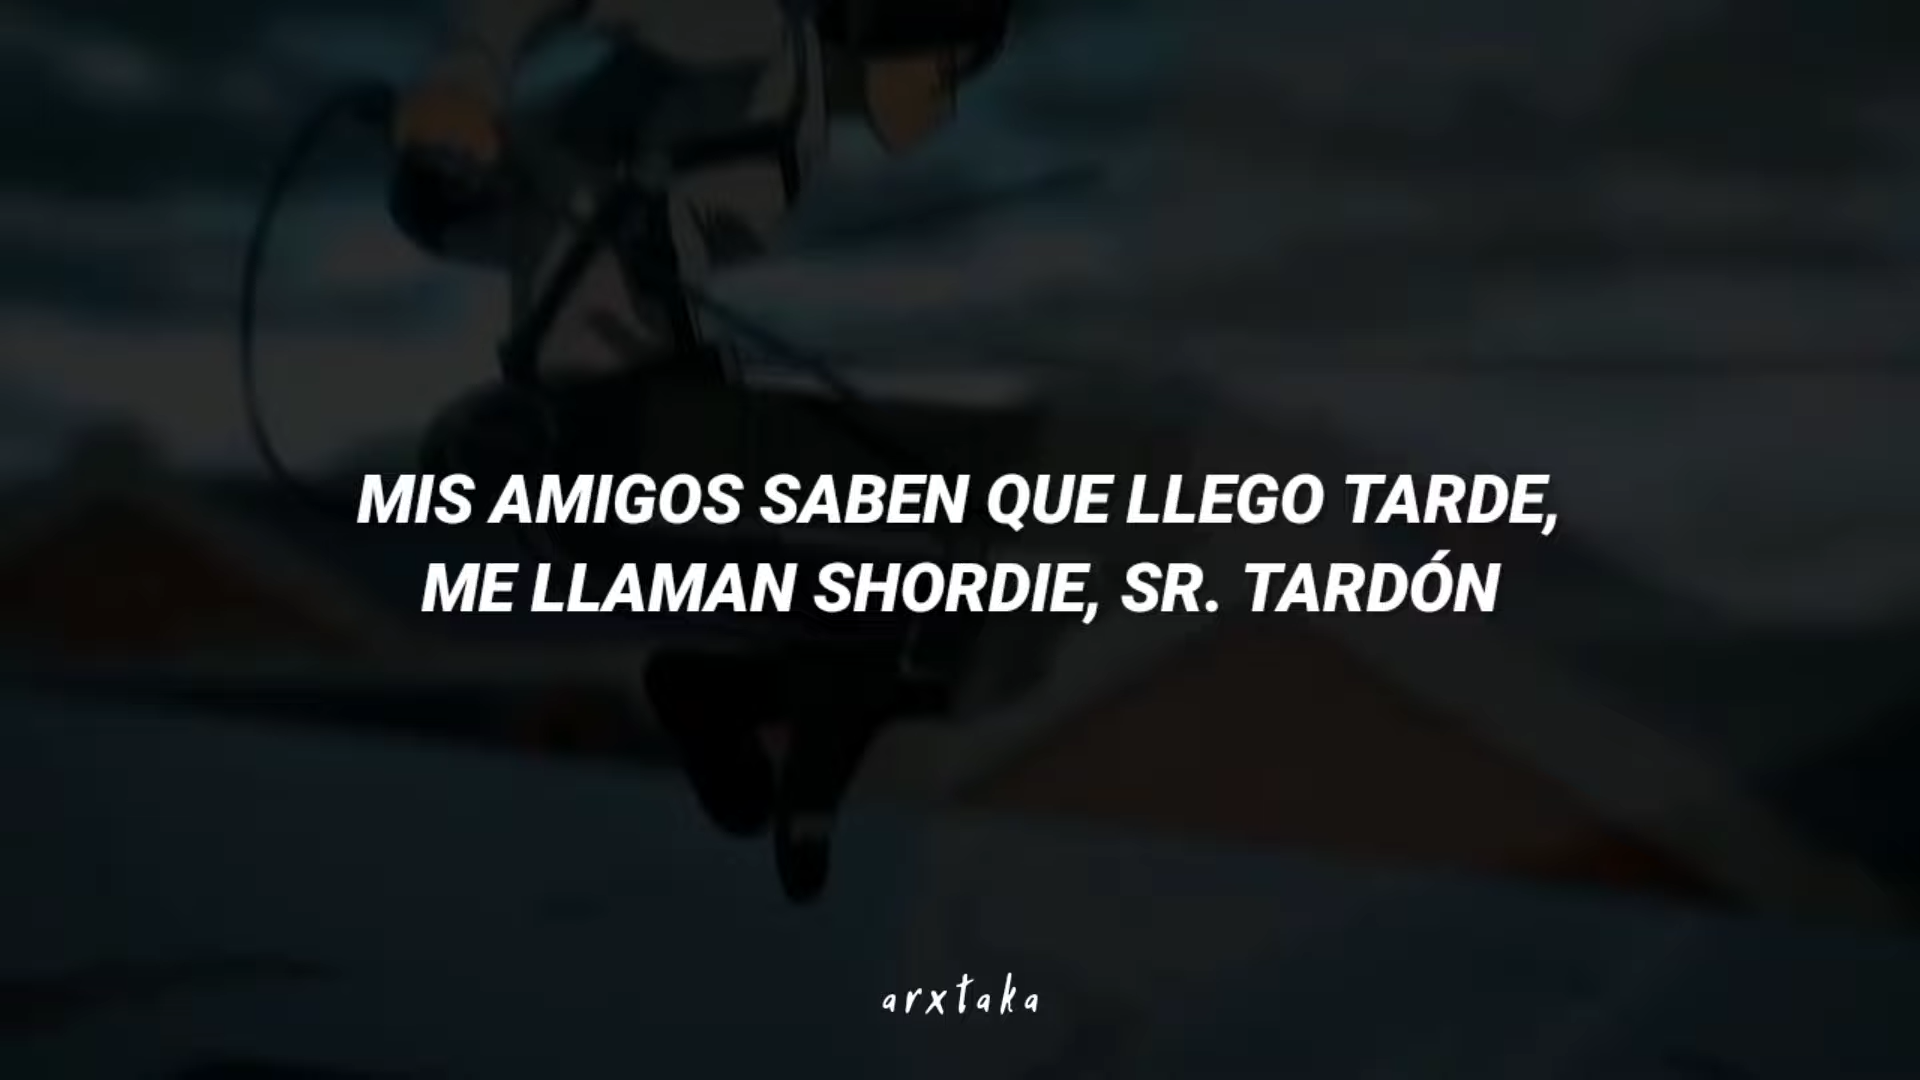 MIS AMIGOS SABEN QUE LLEGO TARDE,
ME LLAMAN SHORDIE, SR. TARDÓN
arxtaka